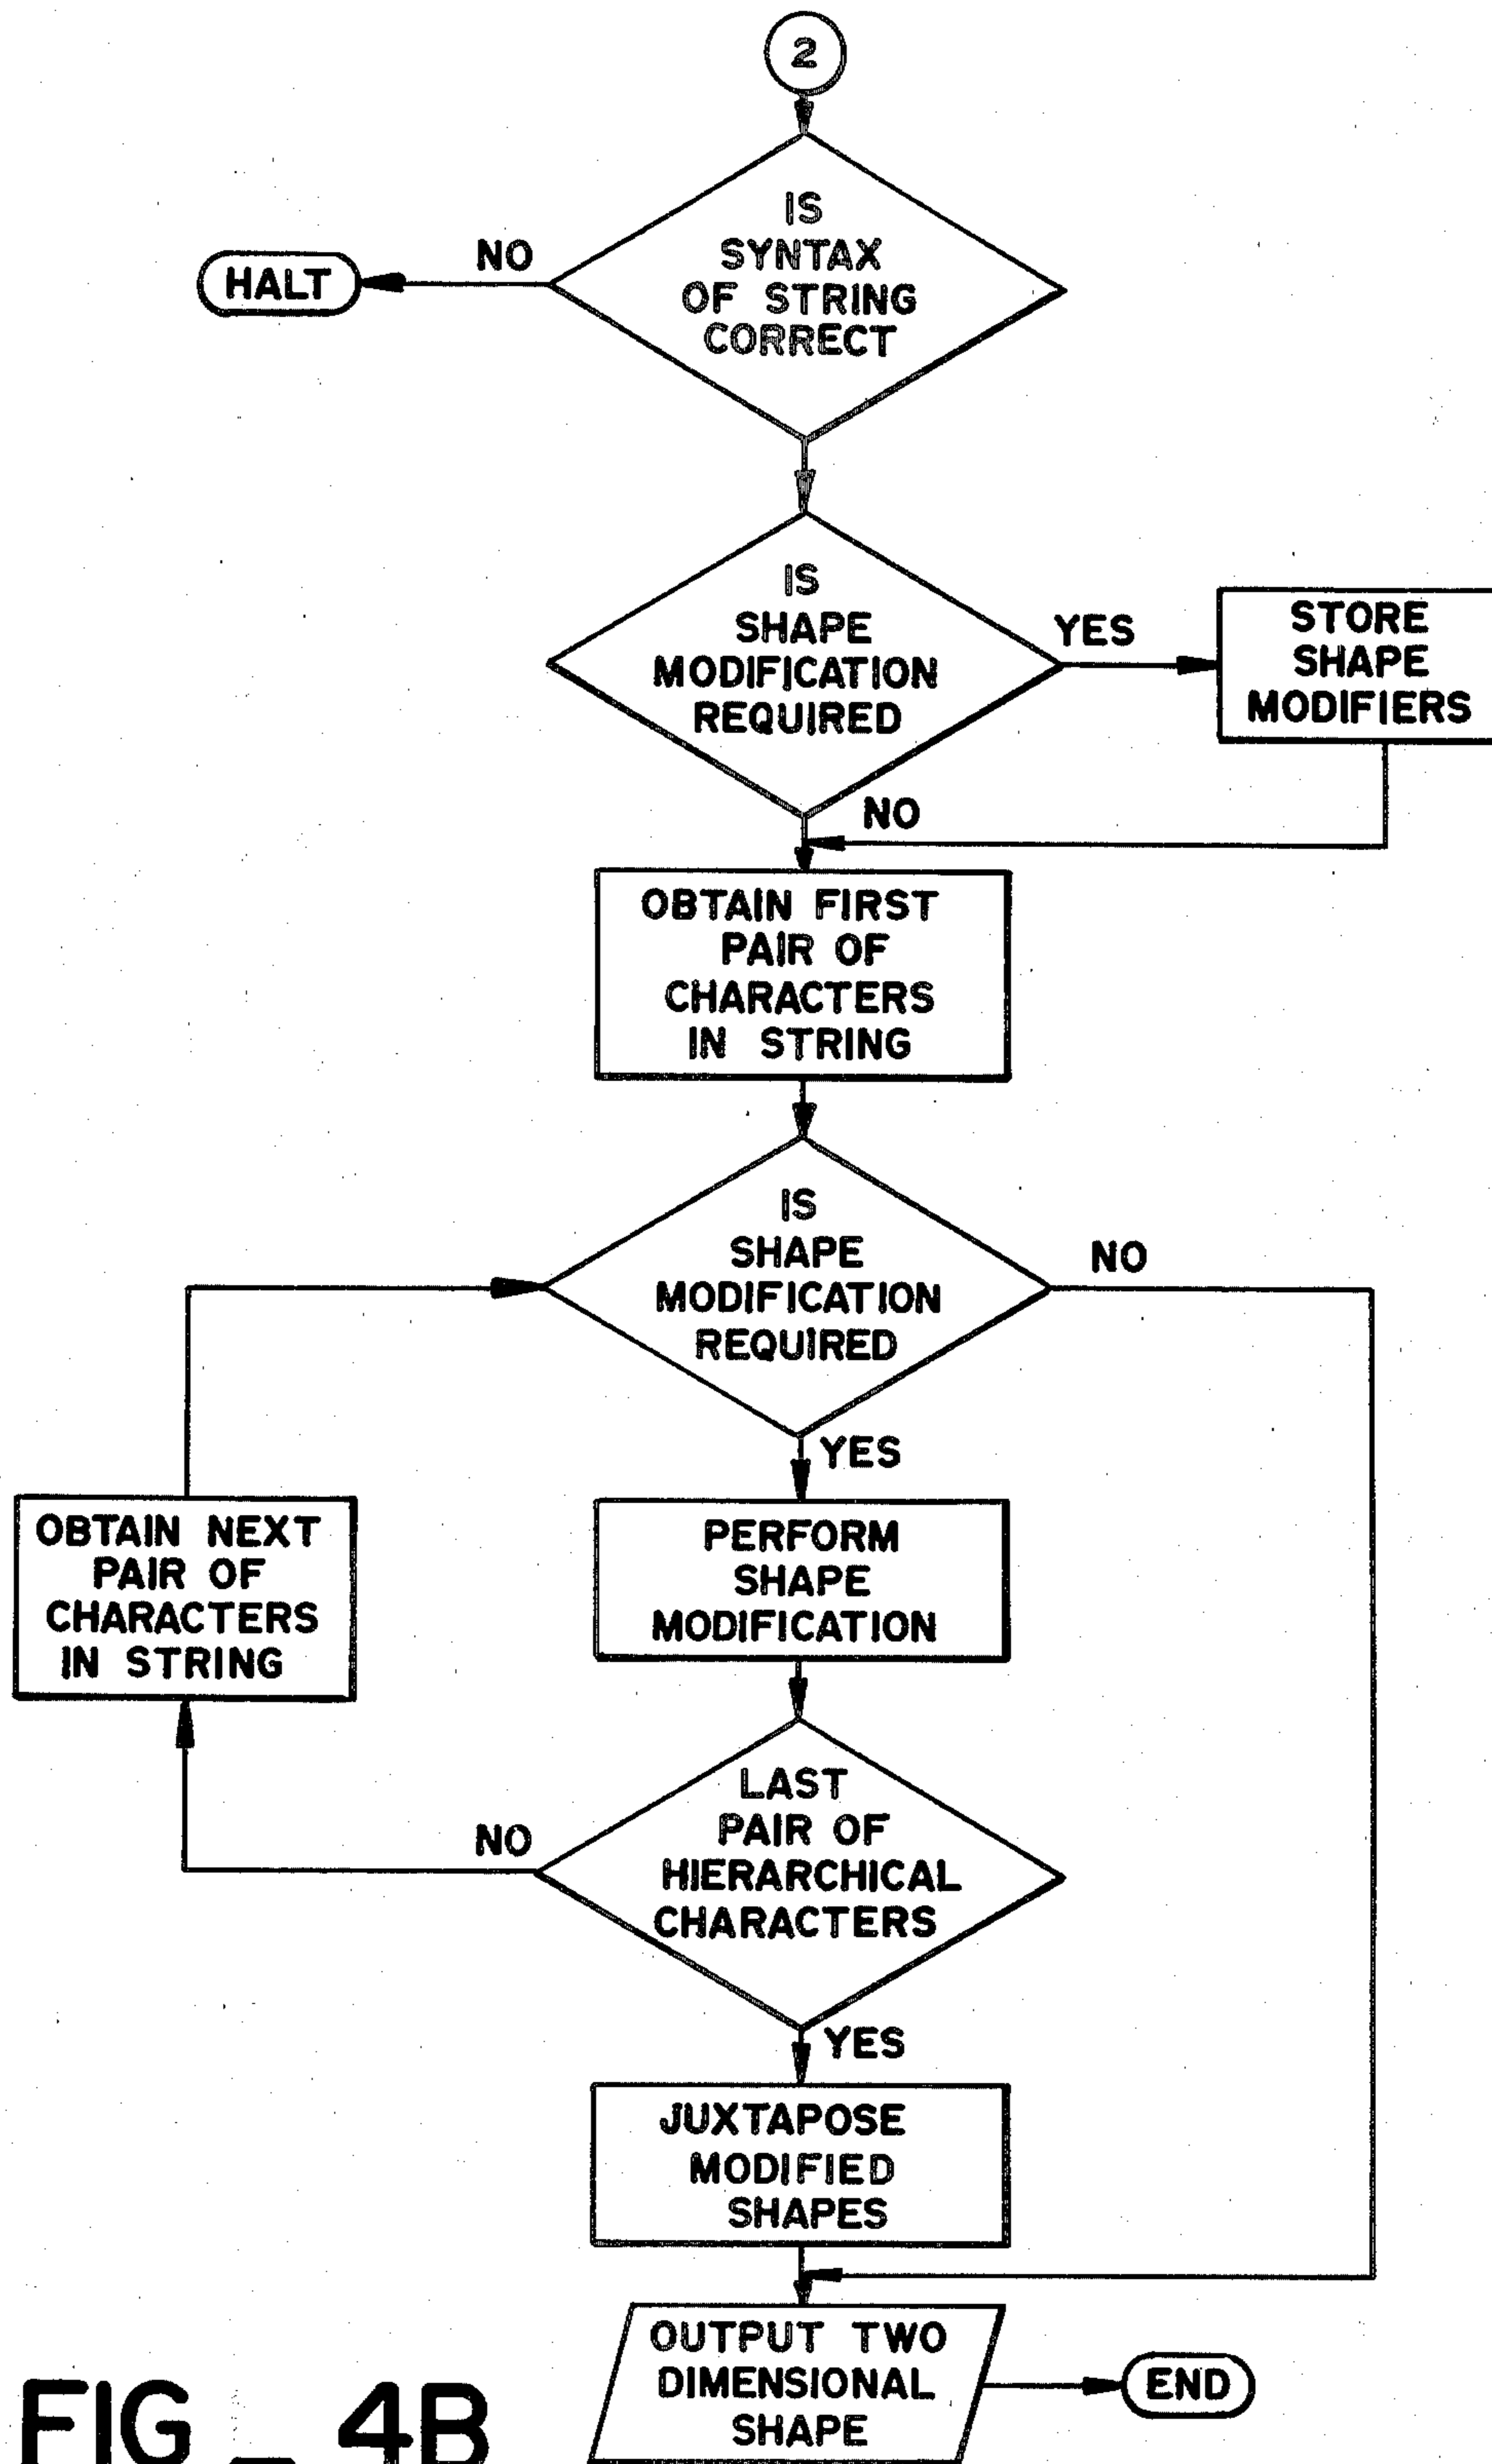 2
IS
SYNTAX
OF STRING
CORRECT
NO
HALT
IS
SHAPE
MODIFICATION
REQUIRED
YES
STORE
SHAPE
MODIFIERS
NO
OBTAIN FIRST
PAIR OF
CHARACTERS
IN STRING
IS
SHAPE
MODIFICATION
REQUIRED
NO
YES
OBTAIN NEXT
PAIR OF
CHARACTERS
IN STRING
PERFORM
SHAPE
MODIFICATION
LAST
PAIR OF
HIERARCHICAL
CHARACTERS
NO
YES
JUXTAPOSE
MODIFIED
SHAPES
OUTPUT TWO
DIMENSIONAL
SHAPE
END
FIG_4B